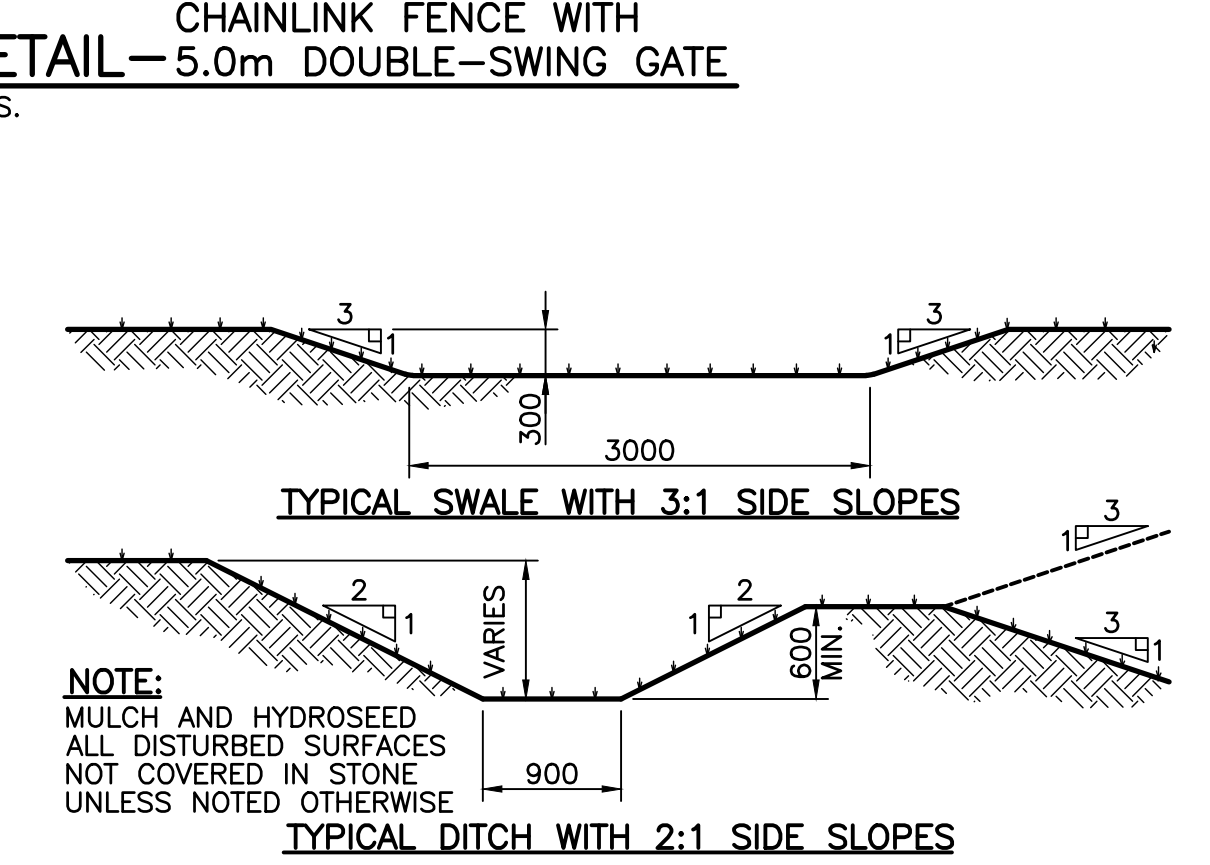 CHAINLINK FENCE WITH
ETAIL—5.0m DOUBLE–SWING GATE
S.
3
1
3
1
300
3000
TYPICAL SWALE WITH 3:1 SIDE SLOPES
3
1
2
1
2
1
VARIES
600
MIN.
3
1
NOTE:
MULCH AND HYDROSEED
ALL DISTURBED SURFACES
NOT COVERED IN STONE
UNLESS NOTED OTHERWISE
900
TYPICAL DITCH WITH 2:1 SIDE SLOPES